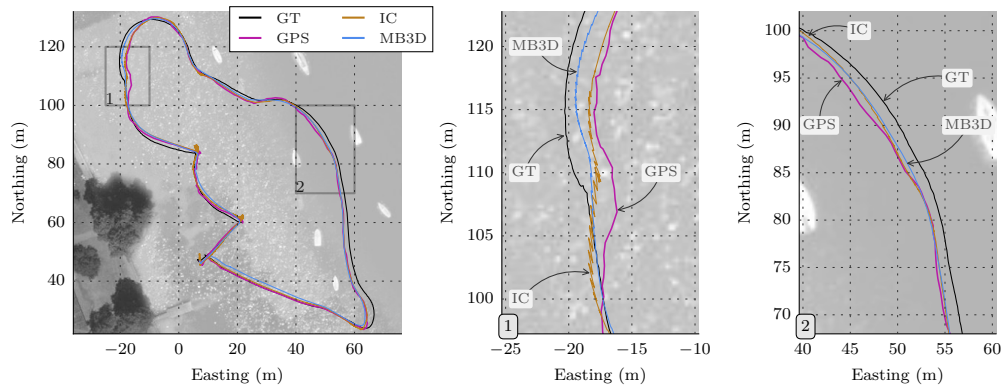 GT
GPS
IC
MB3D
120
100
80
60
40
Northing (m)
1
2
−20 0 20 40 60
Easting (m)
120
115
110
105
100
Northing (m)
MB3D
GT
GPS
IC
1
−25 −20 −15 −10
Easting (m)
100
95
90
85
80
75
70
Northing (m)
IC
GT
GPS
MB3D
2
40 45 50 55 60
Easting (m)